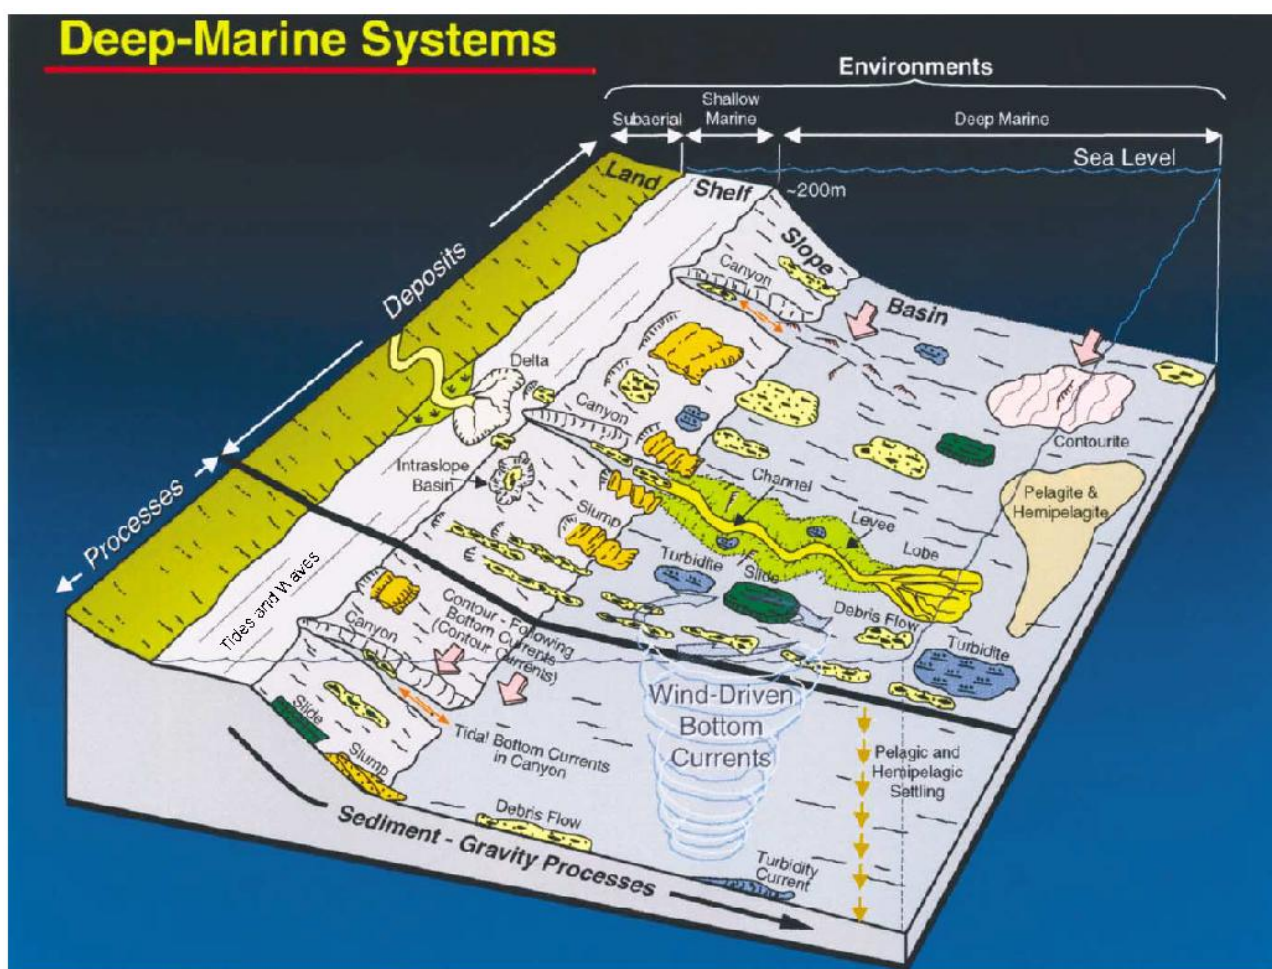 Deep-Marine Systems
Environments
Subaerial
Shallow
Marine
Deep Marine
Sea Level
Land
Shelf
~200m
Slope
Canyon
Basin
Deposits
Delta
Canyon
Contourite
Intraslope
Basin
Channel
Pelagite &
Hemipelagite
Processes
Slump
Levee
Lobe
Turbidite
Slide
Tides and Waves
Debris Flow
Canyon
Contour - Following
Bottom Currents
(Contour Currents)
Turbidite
Wind-Driven
Bottom
Currents
Slide
Tidal Bottom Currents
in Canyon
Slump
Pelagic and
Hemipelagic
Settling
Debris Flow
Sediment - Gravity Processes
Turbidity
Current